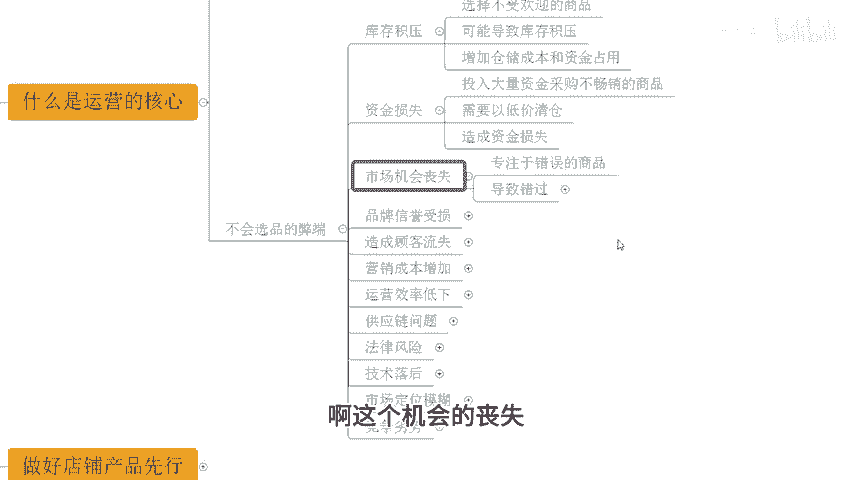 选择不受欢迎的商品
库存积压
可能导致库存积压
增加仓储成本和资金占用
什么是运营的核心
投入大量资金采购不畅销的商品
资金损失
需要以低价清仓
造成资金损失
专注于错误的商品
市场机会丧失
导致错过
品牌信誉受损
不会选品的弊端
造成顾客流失
营销成本增加
运营效率低下
供应链问题
法律风险
技术落后
市场定位模糊
啊这个机会的丧失
竞争劣势
做好店铺产品先行
bilibili